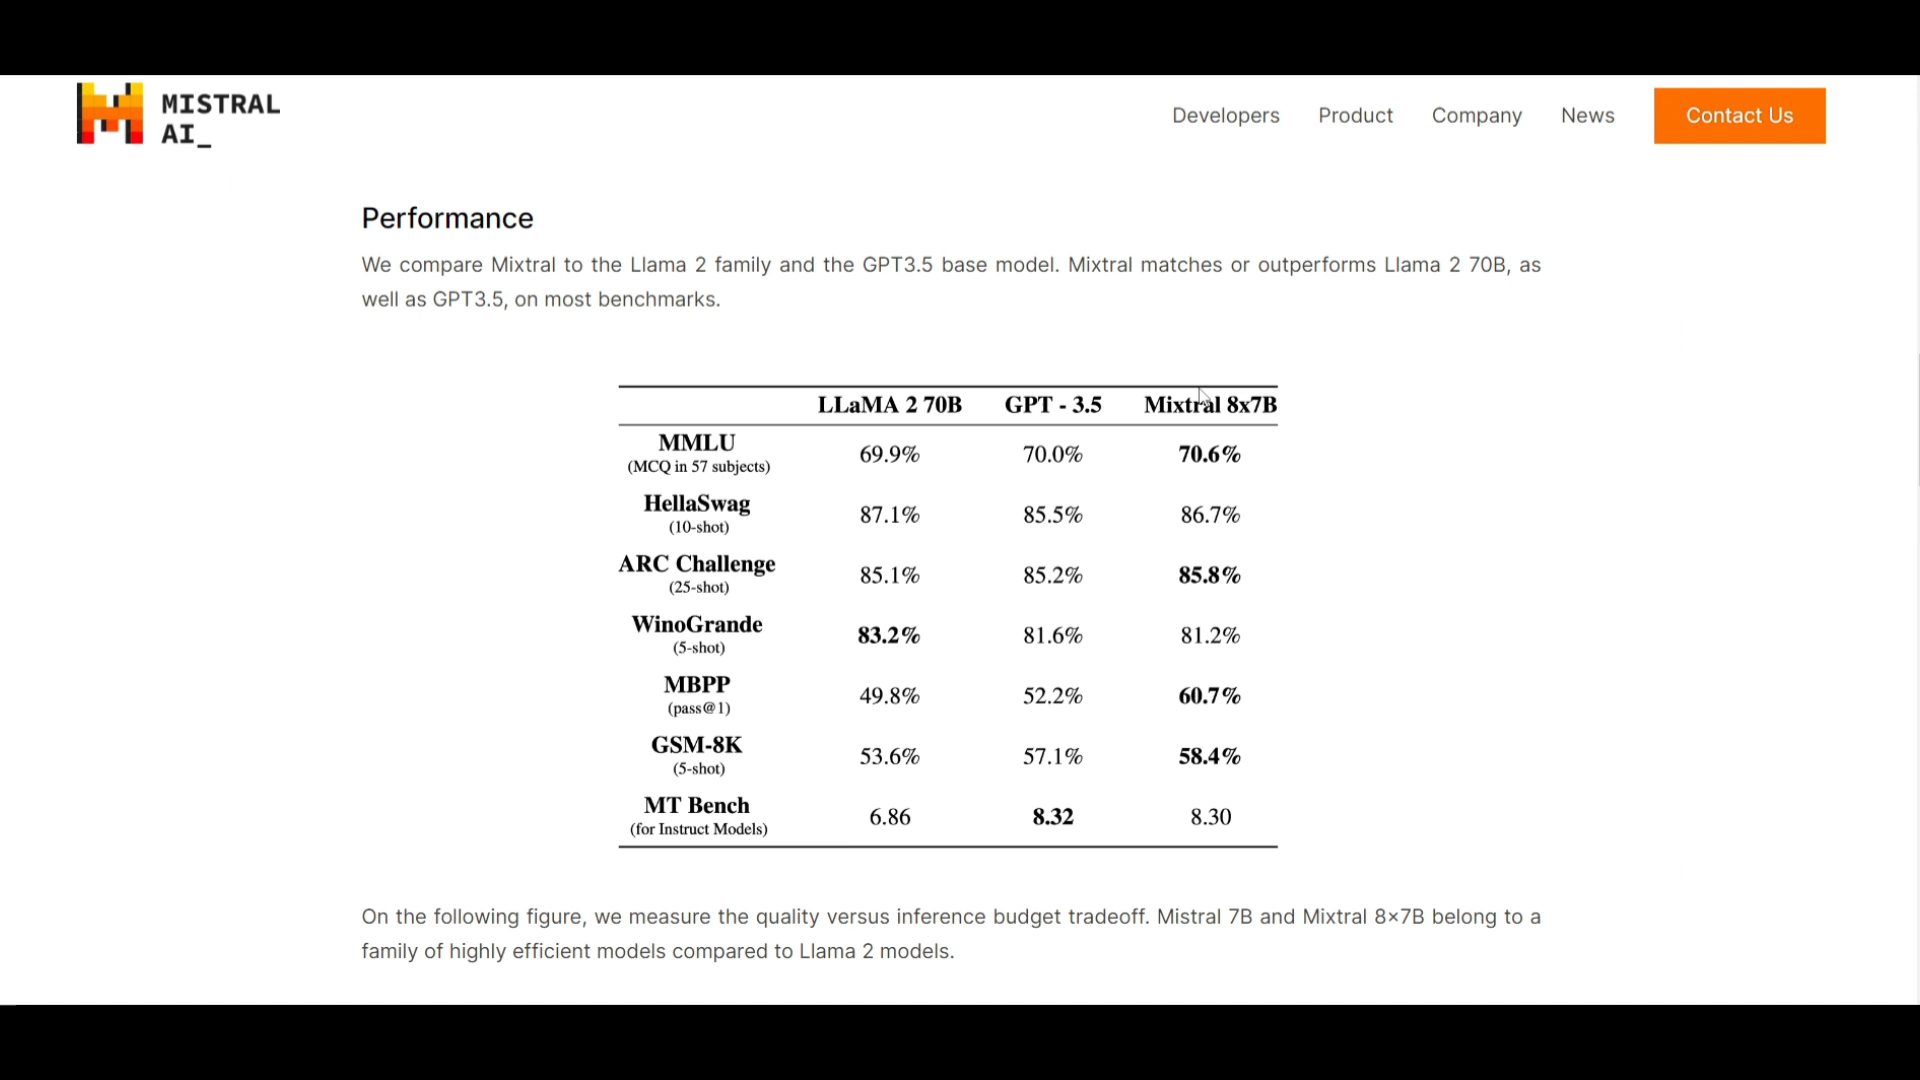 MISTRAL
AI_
Developers Product Company News Contact Us
Performance
We compare Mixtral to the Llama 2 family and the GPT3.5 base model. Mixtral matches or outperforms Llama 2 70B, as
well as GPT3.5, on most benchmarks.
LLaMA 2 70B GPT - 3.5 Mixtral 8x7B
MMLU
(MCQ in 57 subjects) 69.9% 70.0% 70.6%
HellaSwag
(10-shot) 87.1% 85.5% 86.7%
ARC Challenge
(25-shot) 85.1% 85.2% 85.8%
WinoGrande
(5-shot) 83.2% 81.6% 81.2%
MBPP
(pass@1) 49.8% 52.2% 60.7%
GSM-8K
(5-shot) 53.6% 57.1% 58.4%
MT Bench
(for Instruct Models) 6.86 8.32 8.30
On the following figure, we measure the quality versus inference budget tradeoff. Mistral 7B and Mixtral 8×7B belong to a
family of highly efficient models compared to Llama 2 models.